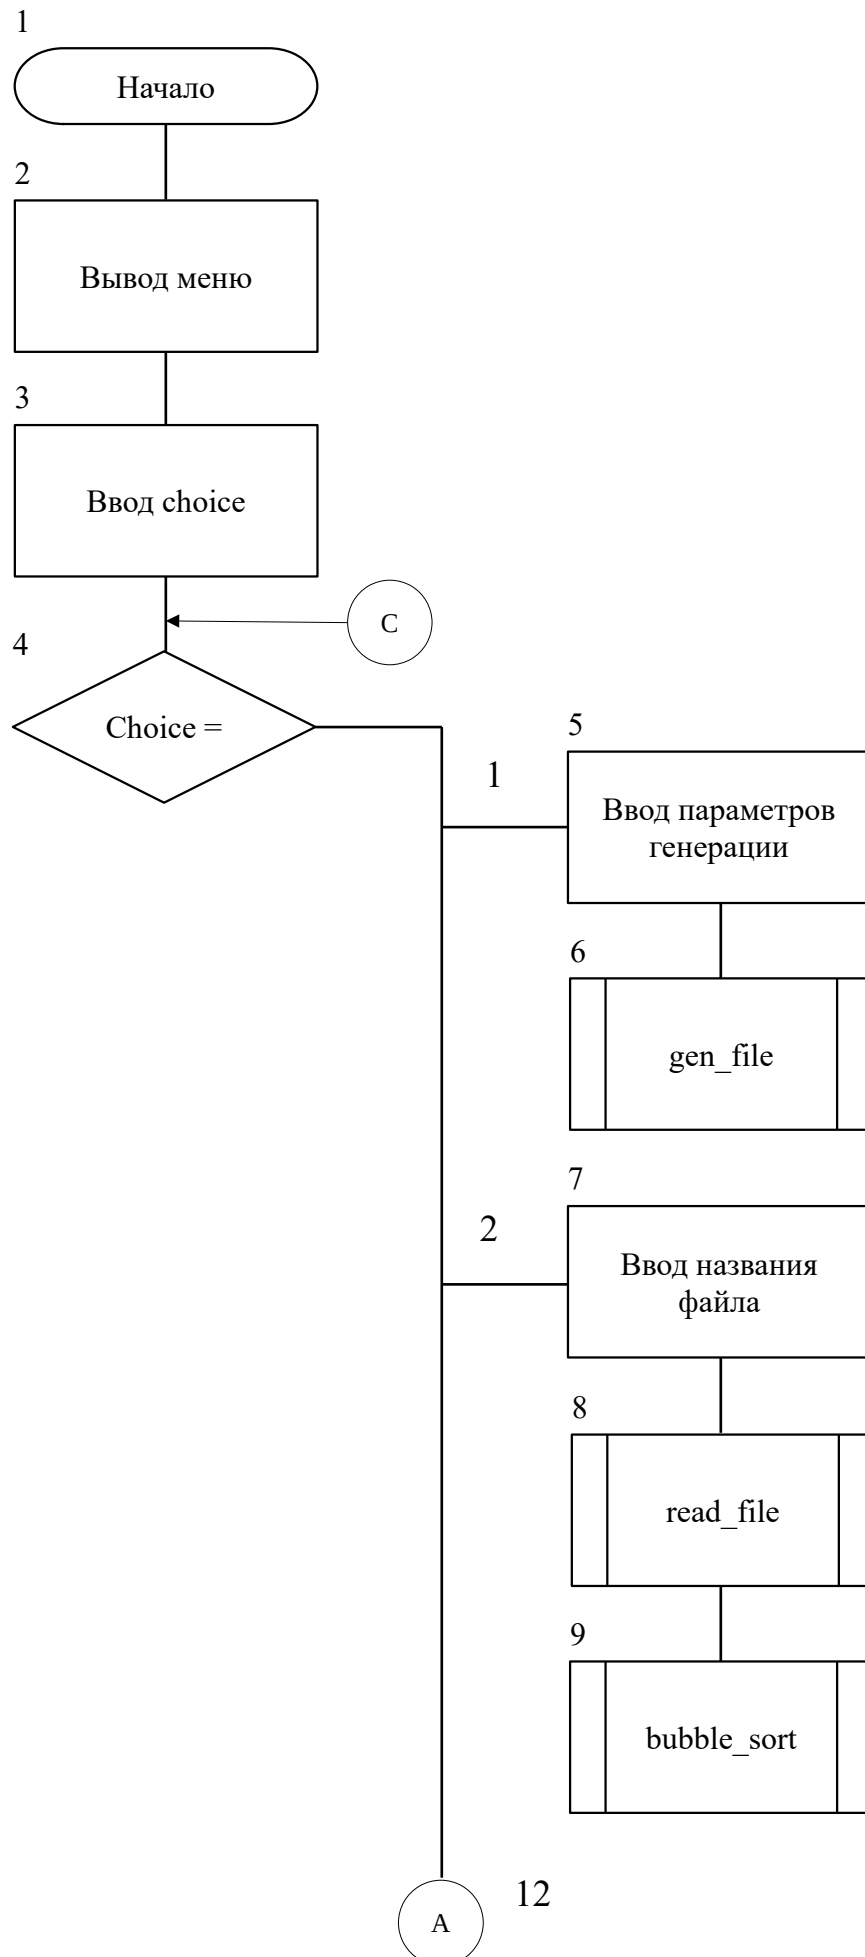 1
Начало
2
Вывод меню
3
Ввод choice
C
4
Choice =
5
1
Ввод параметров
генерации
6
gen_file
7
2
Ввод названия
файла
8
read_file
9
bubble_sort
12
A